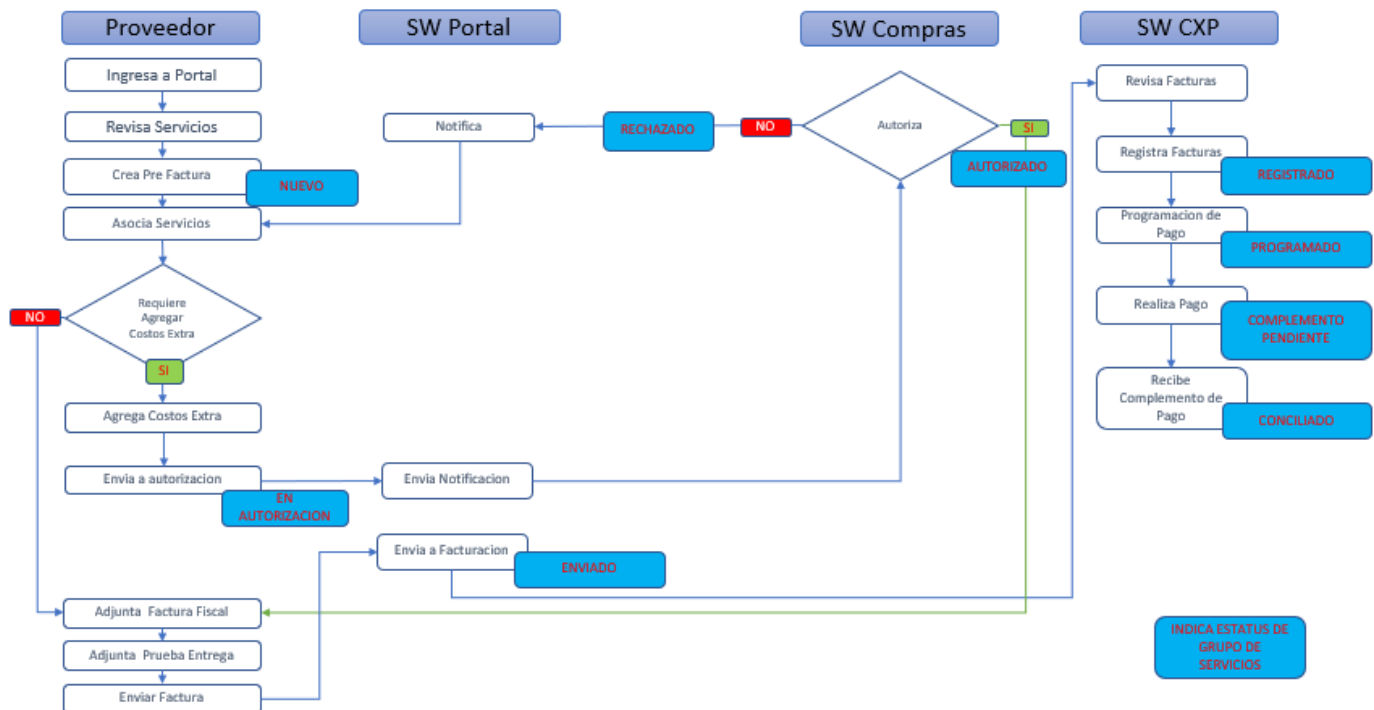 Proveedor
SW Portal
SW Compras
SW CXP
Ingresa a Portal
Revisa Servicios
Crea Pre Factura
NUEVO
Asocia Servicios
Requiere
Agregar
Costos Extra
NO
SI
Agrega Costos Extra
Envia a autorizacion
EN
AUTORIZACION
Adjunta Factura Fiscal
Adjunta Prueba Entrega
Enviar Factura
Notifica
RECHAZADO
Envia Notificacion
Envia a Facturacion
ENVIADO
NO
Autoriza
SI
AUTORIZADO
Revisa Facturas
Registra Facturas
REGISTRADO
Programacion de
Pago
PROGRAMADO
Realiza Pago
COMPLEMENTO
PENDIENTE
Recibe
Complemento de
Pago
CONCILIADO
INDICA ESTATUS DE
GRUPO DE
SERVICIOS